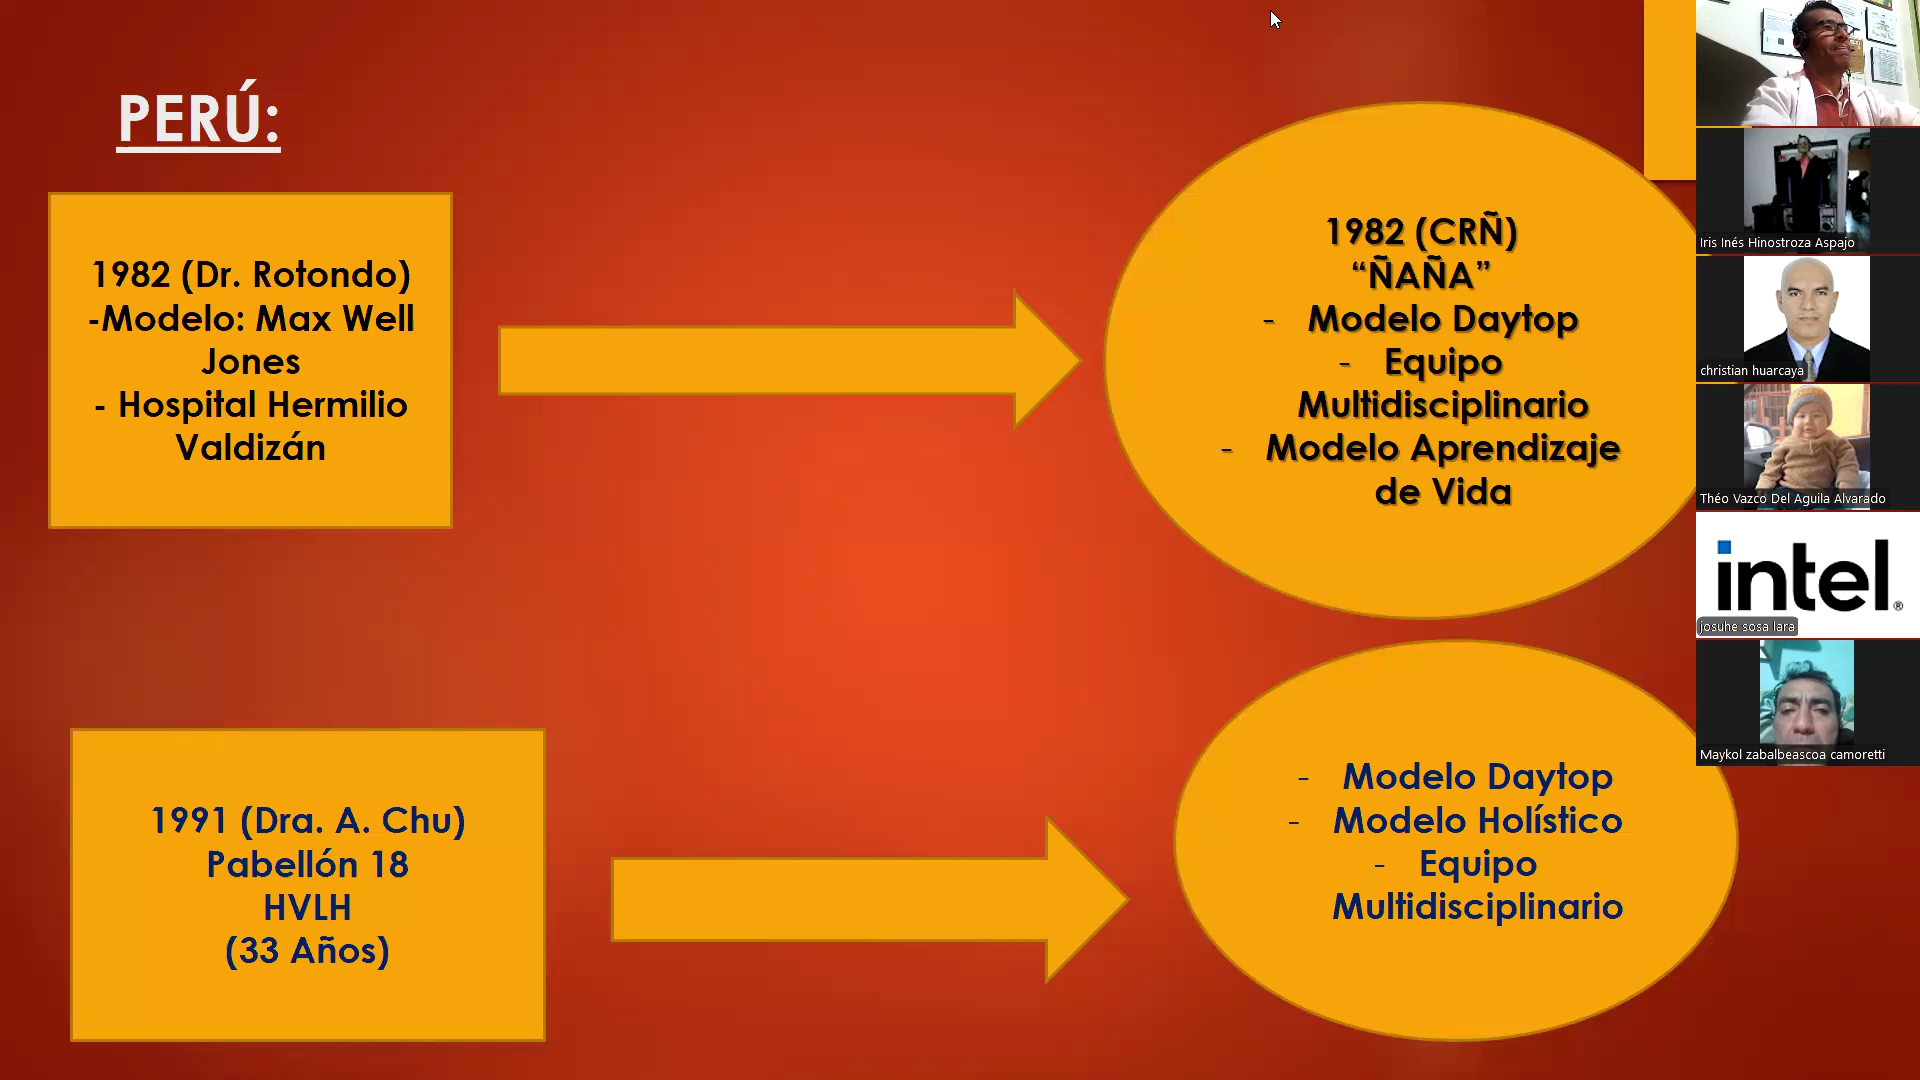 PERÚ:
1982 (Dr. Rotondo)
-Modelo: Max Well
Jones
- Hospital Hermilio
Valdizán
1982 (CRÑ)
“ÑAÑA”
- Modelo Daytop
- Equipo
Multidisciplinario
- Modelo Aprendizaje
de Vida
1991 (Dra. A. Chu)
Pabellón 18
HVLH
(33 Años)
- Modelo Daytop
- Modelo Holístico
- Equipo
Multidisciplinario
Iris Inés Hinostroza Aspajo
christian huarcaya
Théo Vazco Del Aguila Alvarado
intel®
josuhe sosa lara
Maykol zabalbeascoa camoretti